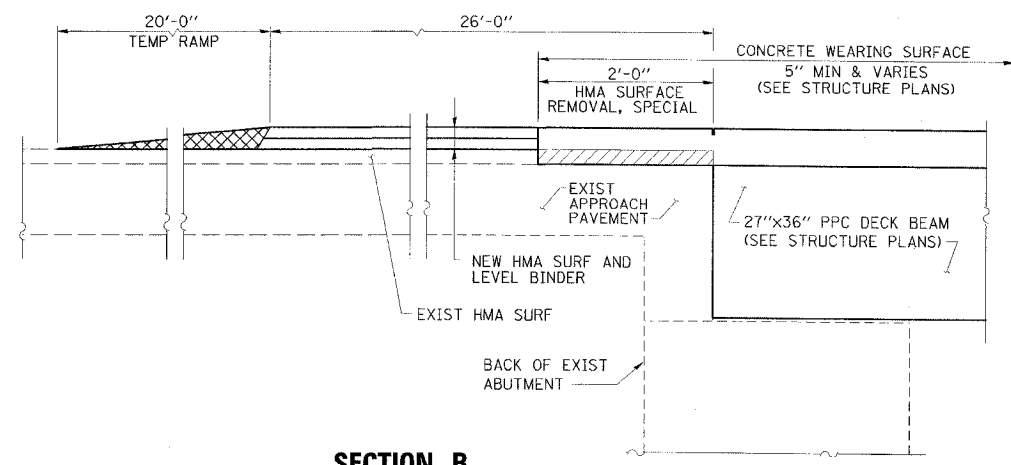 20'-0"
TEMP RAMP
26'-0"
CONCRETE WEARING SURFACE
5" MIN & VARIES
(SEE STRUCTURE PLANS)
2'-0"
HMA SURFACE
REMOVAL, SPECIAL
EXIST
APPROACH
PAVEMENT
27"x36" PPC DECK BEAM
(SEE STRUCTURE PLANS)
NEW HMA SURF AND
LEVEL BINDER
EXIST HMA SURF
BACK OF EXIST
ABUTMENT
SECTION B